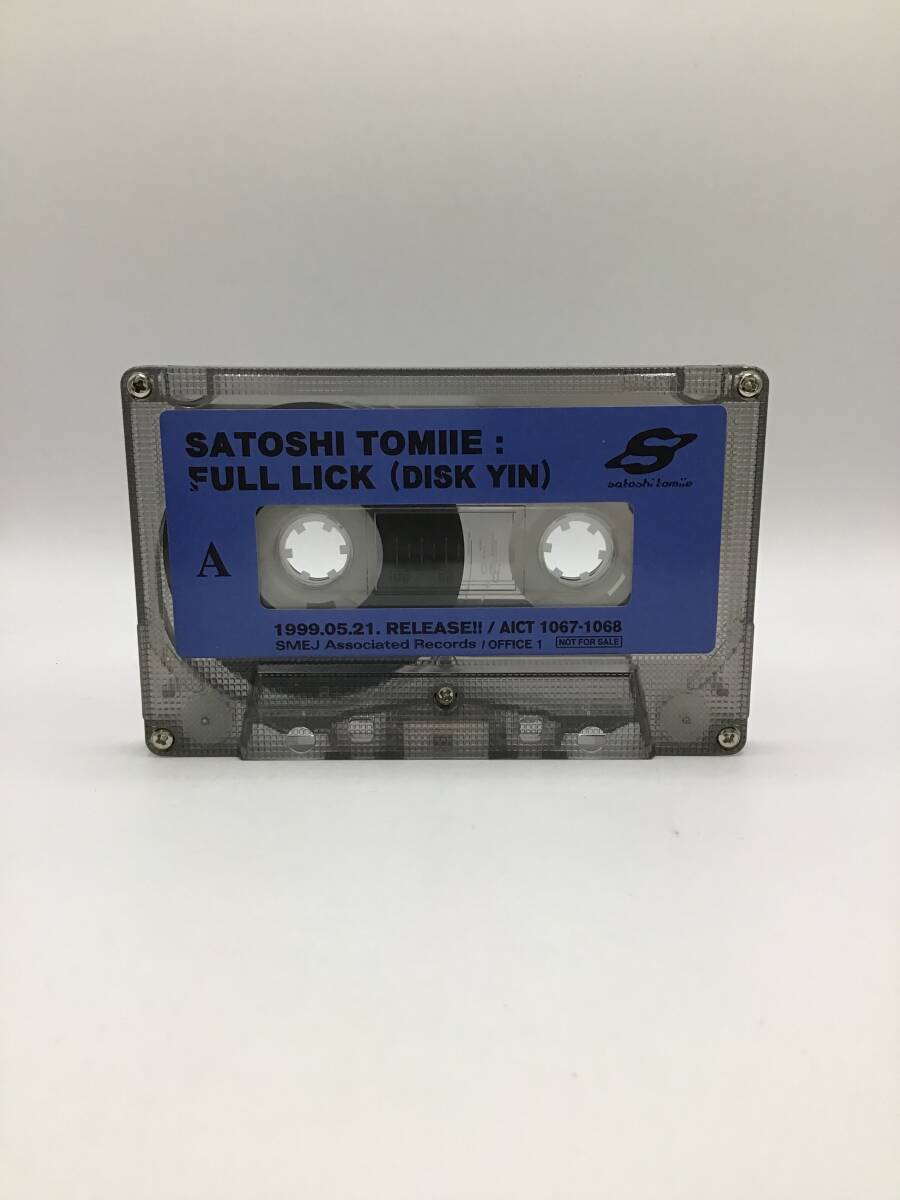 SATOSHI TOMIIE :
FULL LICK (DISK YIN)
satoshi tomiie
A
1999.05.21. RELEASE!! / AICT 1067-1068
SMEJ Associated Records / OFFICE 1 NOT FOR SALE